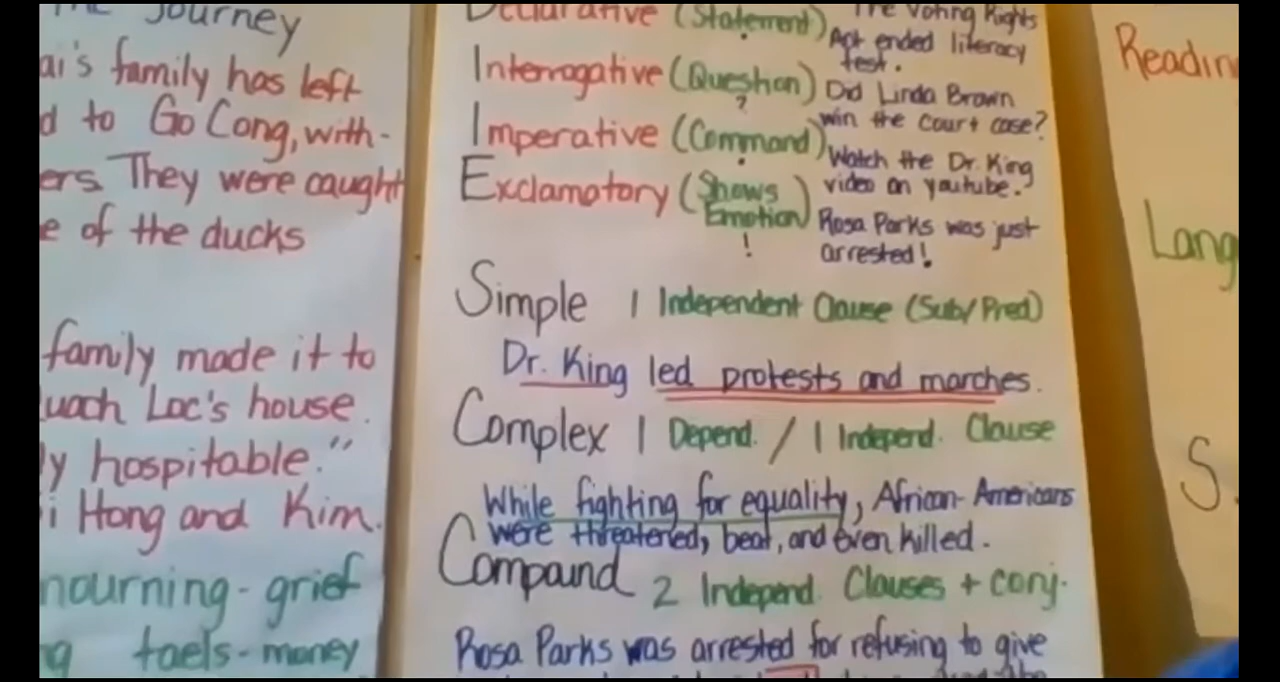 Journey
ai's family has left
d to Go Cong, with-
ers. They were caught
e of the ducks
family made it to
uach Loc's house.
ly hospitable."
i Hong and Kim.
nourning - grief
g taels - money
Declarative (Statement) .
The Voting Rights
Act ended literacy
test.
Interrogative (Question) ?
Did Linda Brown
win the court case?
Imperative (Command) .
Watch the Dr. King
video on youtube.
Exclamatory (Shows
Emotion) !
Rosa Parks was just
arrested!
Simple 1 Independent Clause (Sub/Pred)
Dr. King led protests and marches.
Complex 1 Depend. / 1 Independ. Clause
While fighting for equality, African-Americans
were threatened, beat, and even killed.
Compound 2 Independ. Clauses + conj.
Rosa Parks was arrested for refusing to give
Readin
Lang
S.